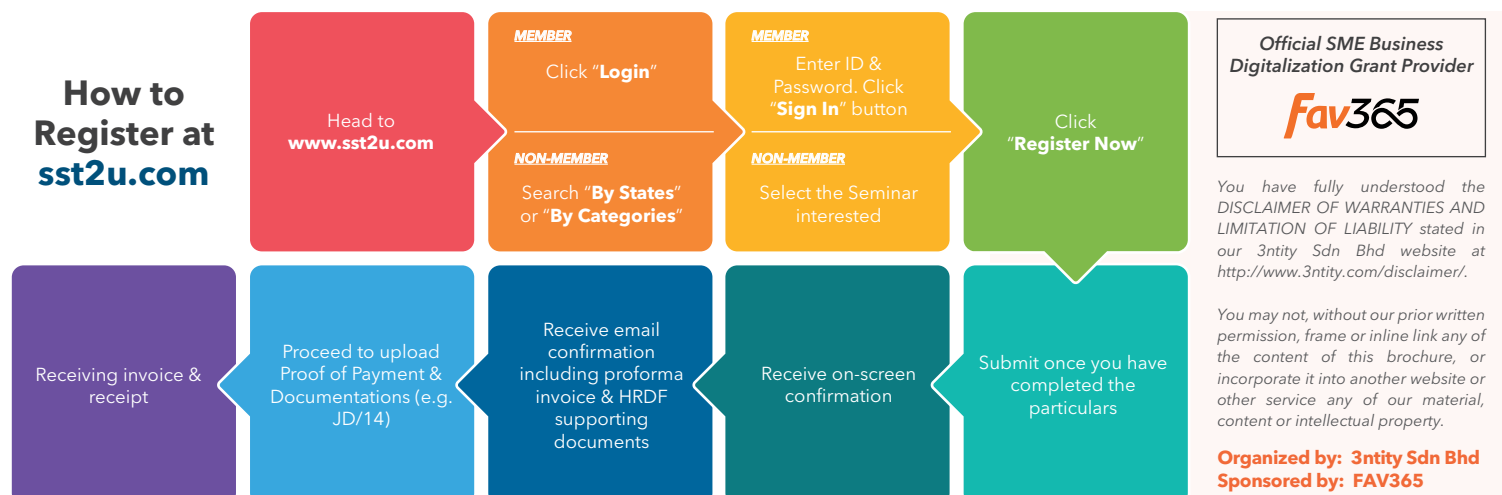 How to
Register at
sst2u.com
Head to
www.sst2u.com
MEMBER
Click “Login”
NON-MEMBER
Search “By States”
or “By Categories”
MEMBER
Enter ID &
Password. Click
“Sign In” button
NON-MEMBER
Select the Seminar
interested
Click
“Register Now”
Submit once you have
completed the
particulars
Receive on-screen
confirmation
Receive email
confirmation
including proforma
invoice & HRDF
supporting
documents
Proceed to upload
Proof of Payment &
Documentations (e.g.
JD/14)
Receiving invoice &
receipt
Official SME Business
Digitalization Grant Provider
Fav365
You have fully understood the
DISCLAIMER OF WARRANTIES AND
LIMITATION OF LIABILITY stated in
our 3ntity Sdn Bhd website at
http://www.3ntity.com/disclaimer/.
You may not, without our prior written
permission, frame or inline link any of
the content of this brochure, or
incorporate it into another website or
other service any of our material,
content or intellectual property.
Organized by: 3ntity Sdn Bhd
Sponsored by: FAV365